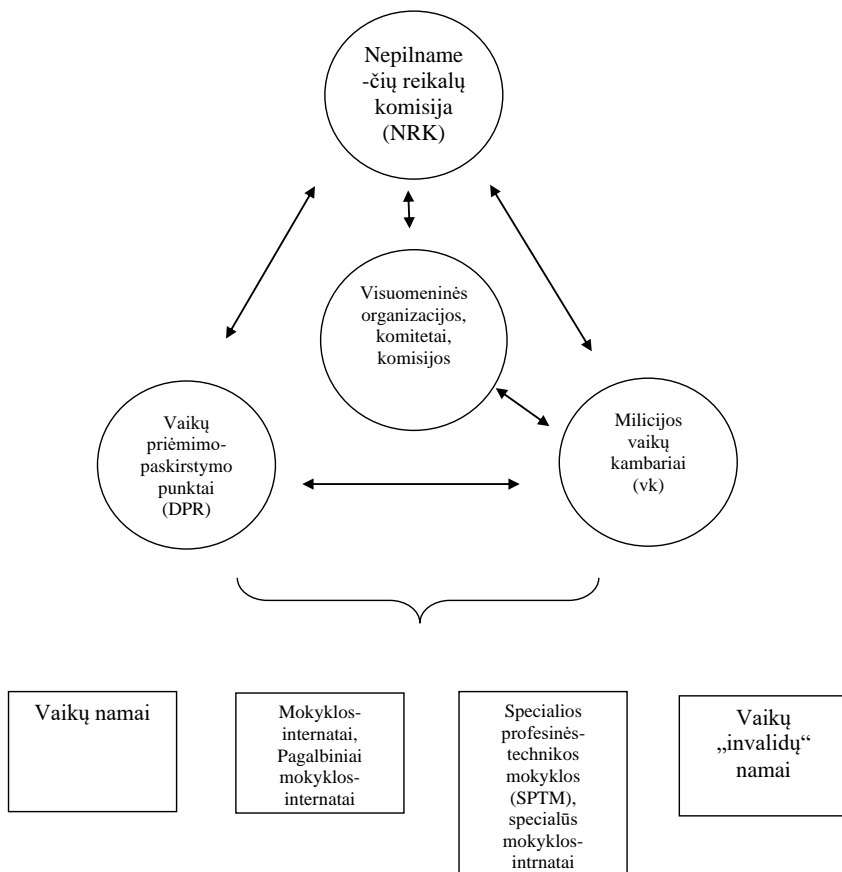 Nepilname
-čių reikalų
komisija
(NRK)
Visuomeninės
organizacijos,
komitetai,
komisijos
Vaikų
priėmimo-
paskirstymo
punktai
(DPR)
Milicijos
vaikų
kambariai
(vk)
Vaikų namai
Mokyklos-
internatai,
Pagalbiniai
mokyklos-
internatai
Specialios
profesinės-
technikos
mokyklos
(SPTM),
specialūs
mokyklos-
intrnatai
Vaikų
„invalidų“
namai